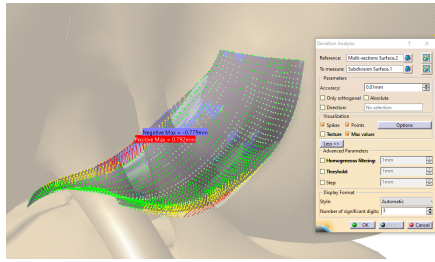 Deviation Analysis ? X
Reference: Multi-sections Surface.2
To measure: Subdivision Surface.1
Parameters
Accuracy: 0.01mm
Only orthogonal Absolute
Direction: No selection
Visualization
Spikes Points Options
Texture Max values
Less <<
Advanced Parameters
Homogeneous filtering: 1mm
Threshold: 1mm
Step 1mm
Display Format
Style: Automatic
Number of significant digits: 3
OK Cancel
Negative Max = -0.779mm
Positive Max = 0.792mm